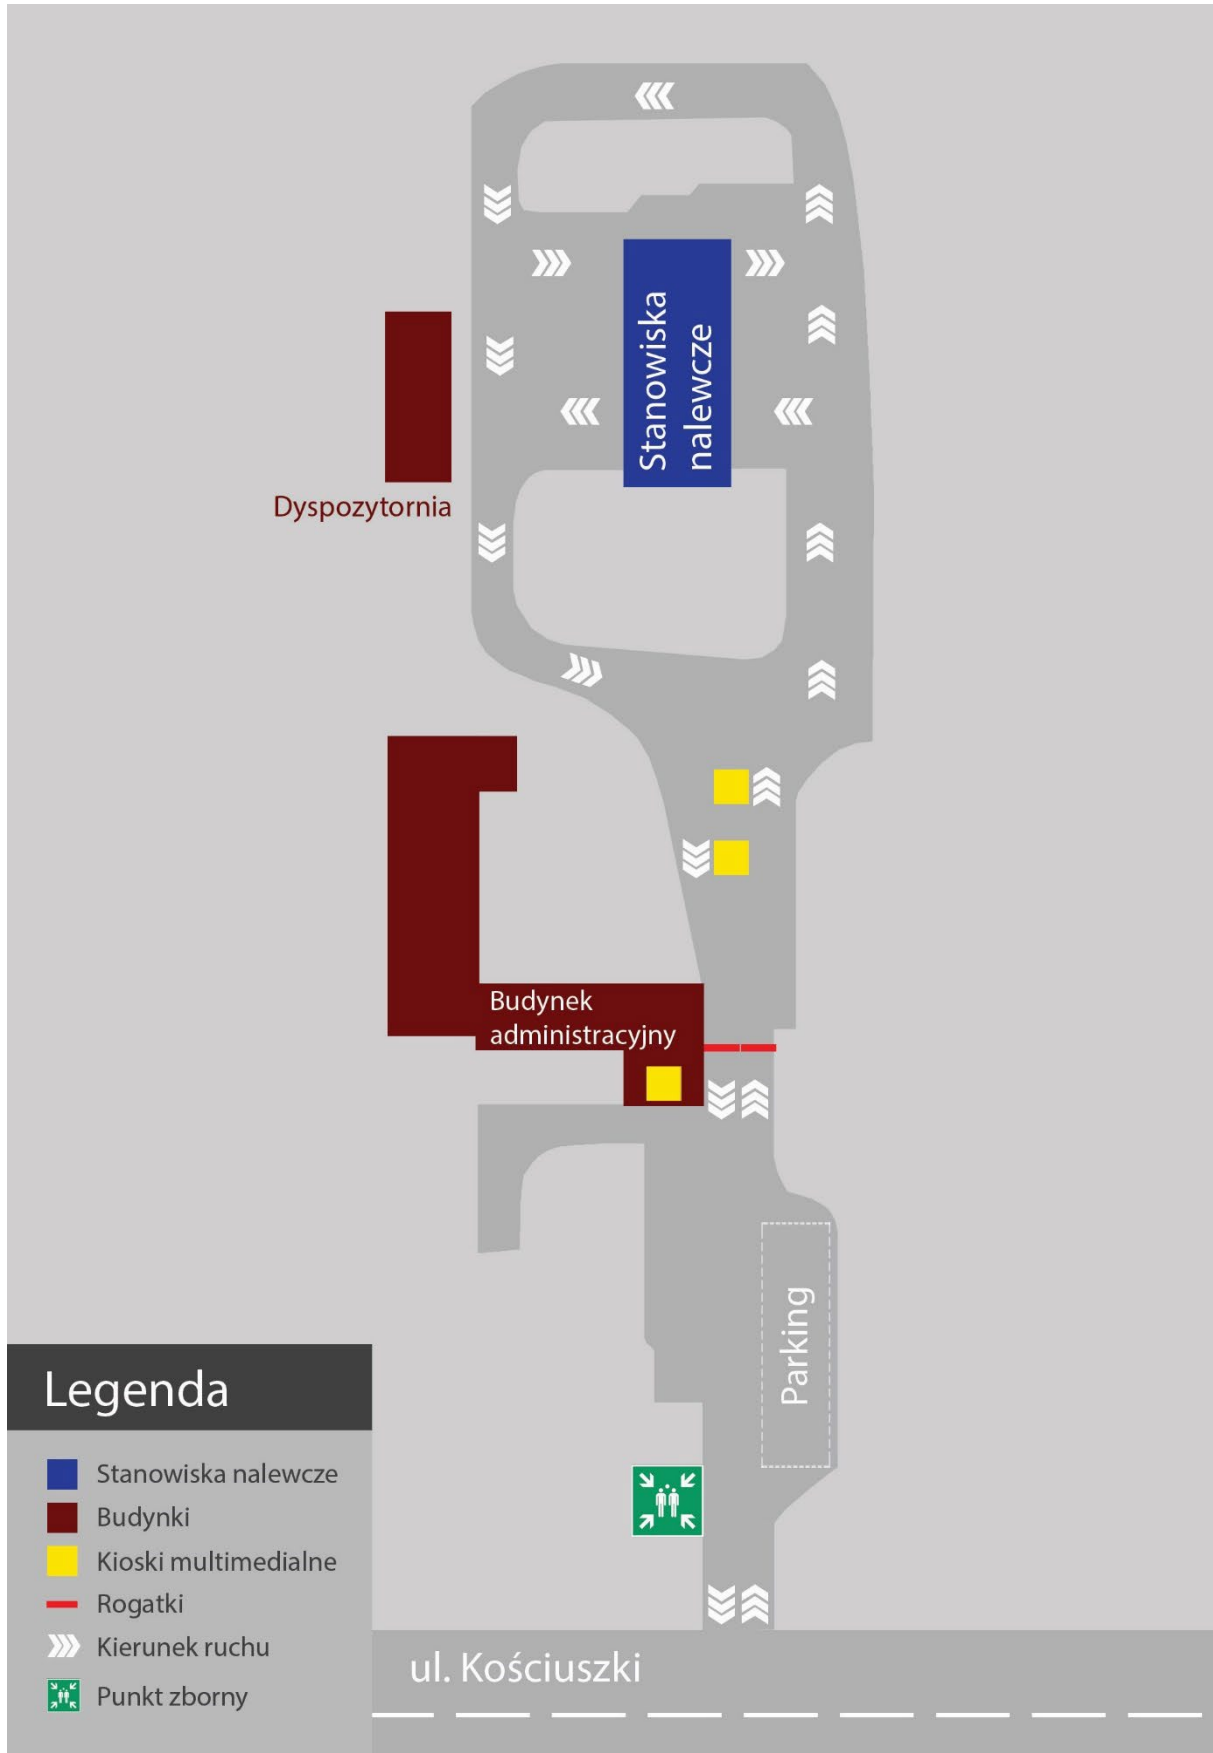 Stanowiska
nalewcze
Dyspozytornia
Budynek
administracyjny
Parking
Legenda
Stanowiska nalewcze
Budynki
Kioski multimedialne
Rogatki
Kierunek ruchu
Punkt zborny
ul. Kościuszki